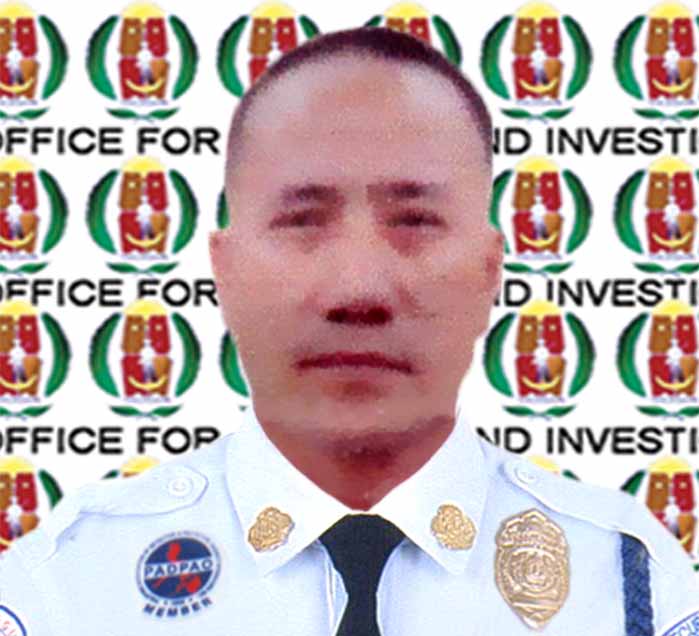 OFFICE FOR ND INVESTI
OFFICE FOR ND INVESTI
OFFICE FOR ND INVESTI
PADPAO
MEMBER